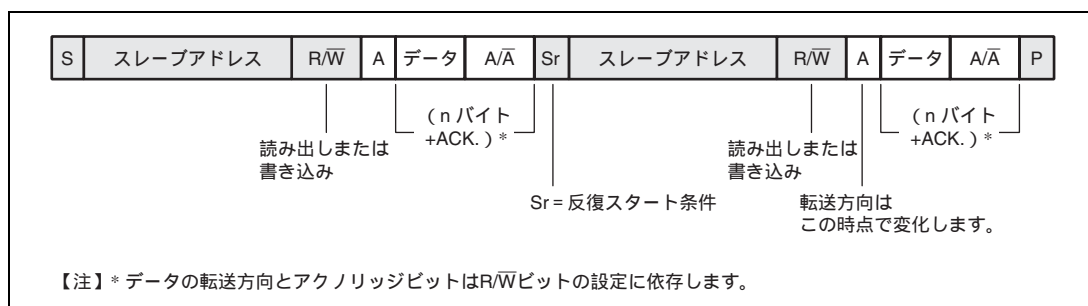 S スレーブアドレス R/W̅ A データ A/A̅ Sr スレーブアドレス R/W̅ A データ A/A̅ P
(n バイト
+ACK.)*
(n バイト
+ACK.)*
読み出しまたは
書き込み
読み出しまたは
書き込み
Sr = 反復スタート条件
転送方向は
この時点で変化します。
【注】* データの転送方向とアクノリッジビットはR/W̅ビットの設定に依存します。